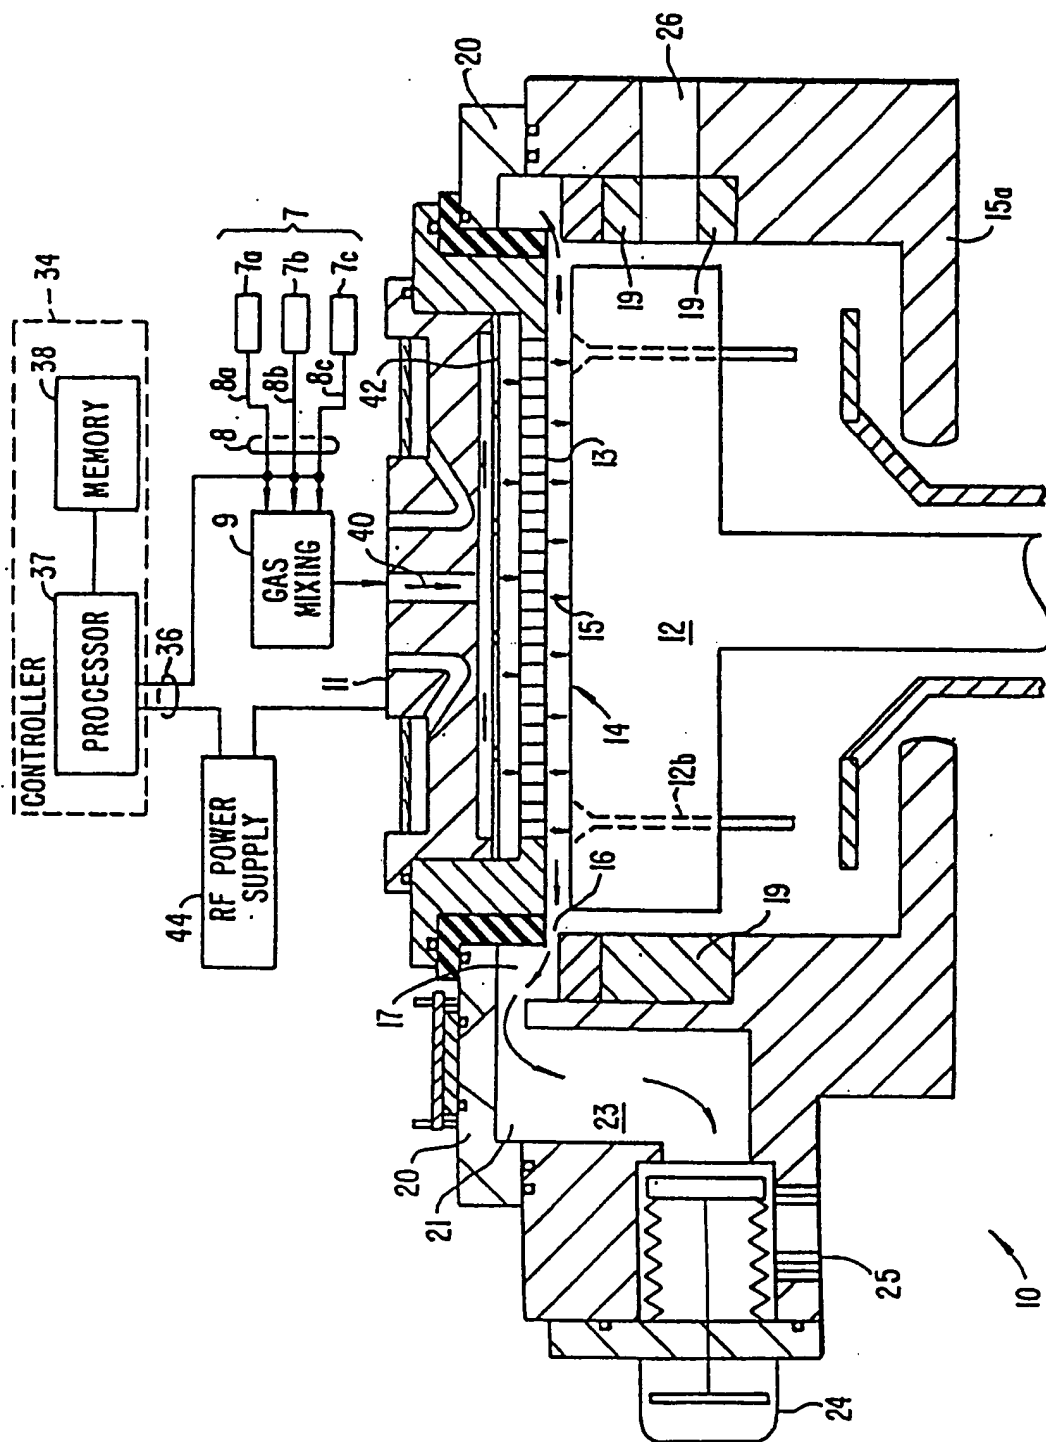 34
CONTROLLER
37
PROCESSOR
38
MEMORY
36
44
RF POWER
SUPPLY
9
GAS
MIXING
8
8a
8b
8c
7a
7b
7c
7
11
40
42
20
26
17
20
21
16
14
15
13
19
19
15a
23
19
12b
12
24
25
10